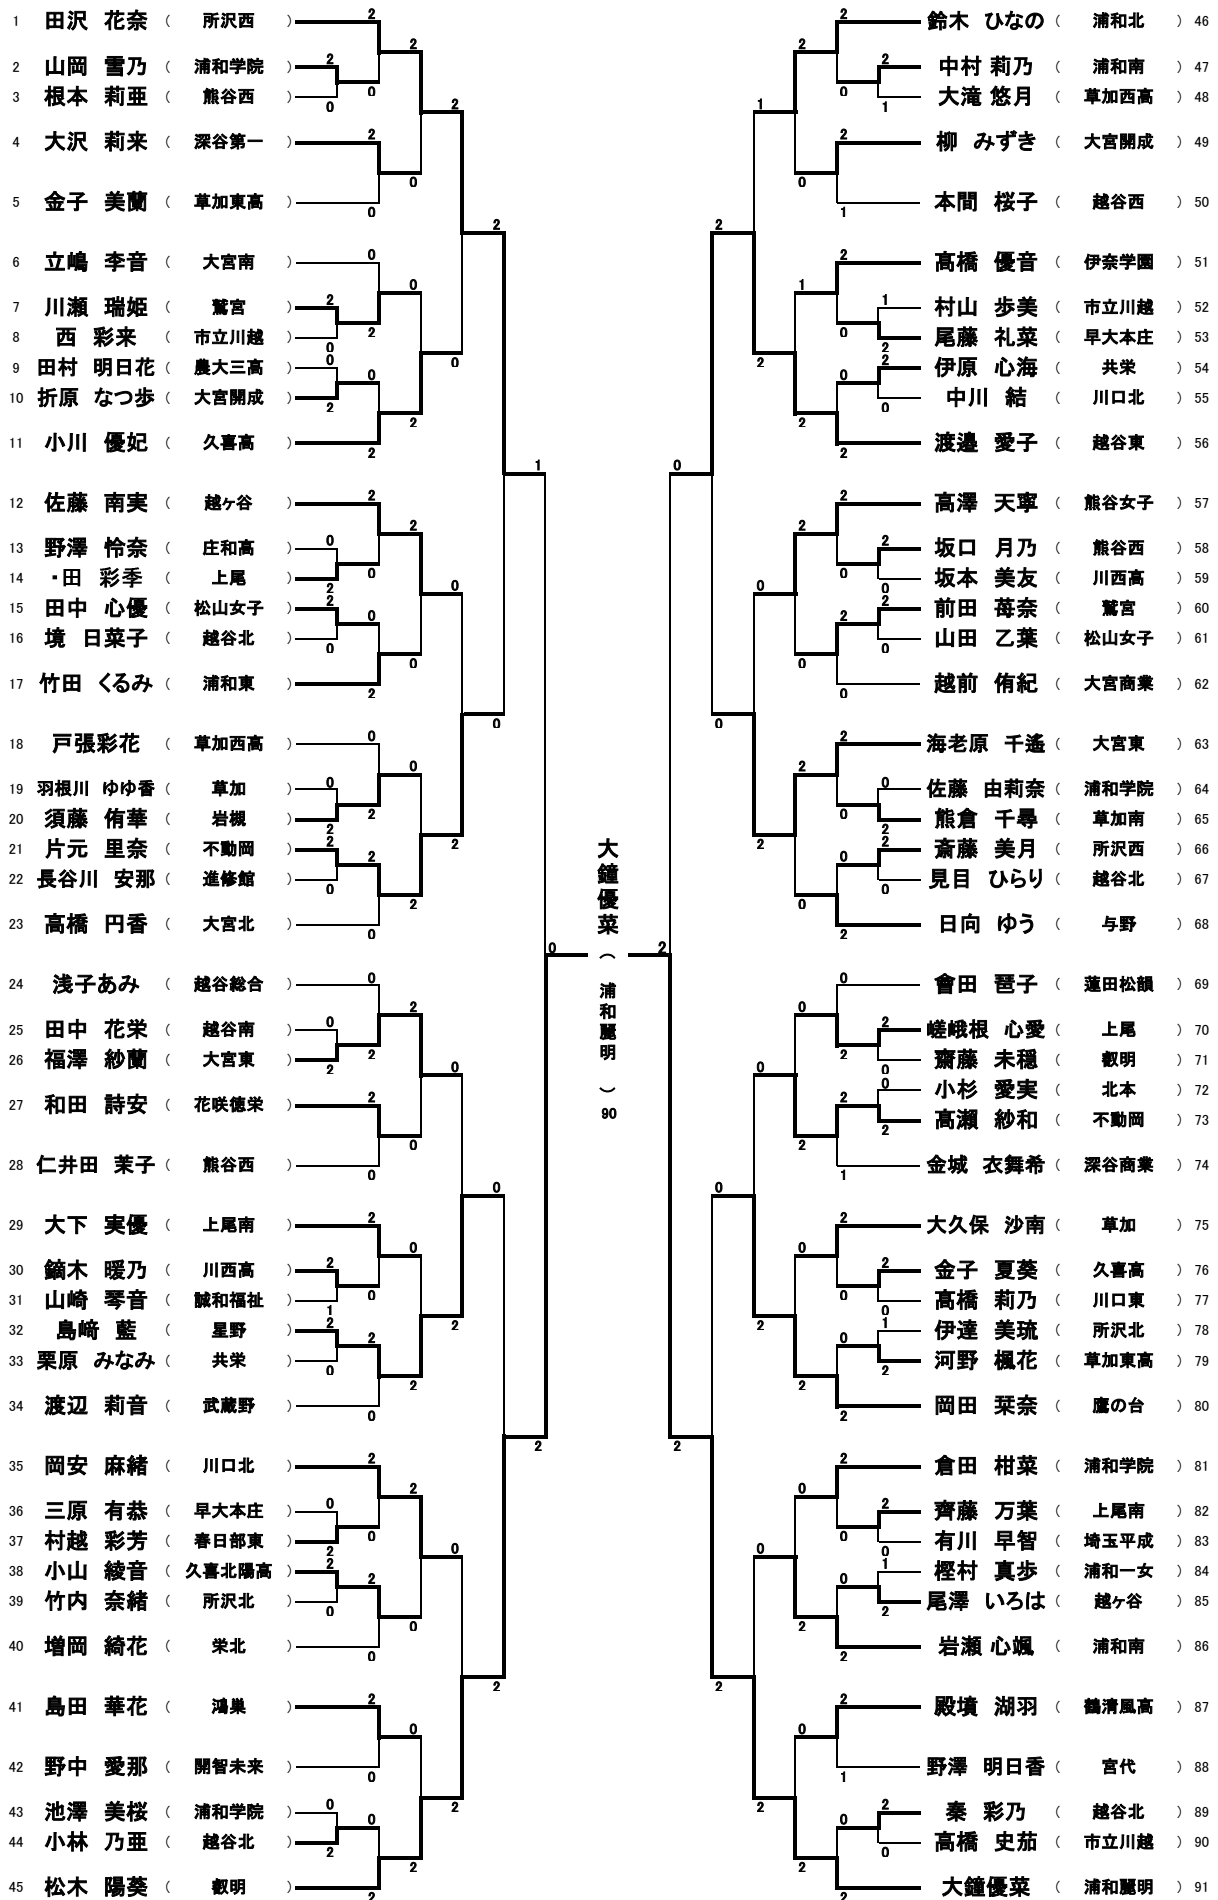 1 田沢 花奈 （ 所沢西 ）
2 山岡 雪乃 （ 浦和学院 ）
3 根本 莉亜 （ 熊谷西 ）
4 大沢 莉来 （ 深谷第一 ）
5 金子 美蘭 （ 草加東高 ）
6 立嶋 李音 （ 大宮南 ）
7 川瀬 瑞姫 （ 鷲宮 ）
8 西 彩来 （ 市立川越 ）
9 田村 明日花 （ 農大三高 ）
10 折原 なつ歩 （ 大宮開成 ）
11 小川 優妃 （ 久喜高 ）
12 佐藤 南実 （ 越ヶ谷 ）
13 野澤 怜奈 （ 庄和高 ）
14 ・田 彩季 （ 上尾 ）
15 田中 心優 （ 松山女子 ）
16 境 日菜子 （ 越谷北 ）
17 竹田 くるみ （ 浦和東 ）
18 戸張彩花 （ 草加西高 ）
19 羽根川 ゆゆ香 （ 草加 ）
20 須藤 侑華 （ 岩槻 ）
21 片元 里奈 （ 不動岡 ）
22 長谷川 安那 （ 進修館 ）
23 高橋 円香 （ 大宮北 ）
24 浅子あみ （ 越谷総合 ）
25 田中 花栄 （ 越谷南 ）
26 福澤 紗蘭 （ 大宮東 ）
27 和田 詩安 （ 花咲徳栄 ）
28 仁井田 茉子 （ 熊谷西 ）
29 大下 実優 （ 上尾南 ）
30 鏑木 暖乃 （ 川西高 ）
31 山崎 琴音 （ 誠和福祉 ）
32 島﨑 藍 （ 星野 ）
33 栗原 みなみ （ 共栄 ）
34 渡辺 莉音 （ 武蔵野 ）
35 岡安 麻緒 （ 川口北 ）
36 三原 有恭 （ 早大本庄 ）
37 村越 彩芳 （ 春日部東 ）
38 小山 綾音 （ 久喜北陽高 ）
39 竹内 奈緒 （ 所沢北 ）
40 増岡 綺花 （ 栄北 ）
41 島田 華花 （ 鴻巣 ）
42 野中 愛那 （ 開智未来 ）
43 池澤 美桜 （ 浦和学院 ）
44 小林 乃亜 （ 越谷北 ）
45 松木 陽葵 （ 叡明 ）
大鐘優菜（ 浦和麗明 ）
90
0 2
鈴木 ひなの （ 浦和北 ） 46
中村 莉乃 （ 浦和南 ） 47
大滝 悠月 （ 草加西高 ） 48
柳 みずき （ 大宮開成 ） 49
本間 桜子 （ 越谷西 ） 50
髙橋 優音 （ 伊奈学園 ） 51
村山 歩美 （ 市立川越 ） 52
尾藤 礼菜 （ 早大本庄 ） 53
伊原 心海 （ 共栄 ） 54
中川 結 （ 川口北 ） 55
渡邉 愛子 （ 越谷東 ） 56
高澤 天寧 （ 熊谷女子 ） 57
坂口 月乃 （ 熊谷西 ） 58
坂本 美友 （ 川西高 ） 59
前田 苺奈 （ 鷲宮 ） 60
山田 乙葉 （ 松山女子 ） 61
越前 侑紀 （ 大宮商業 ） 62
海老原 千遙 （ 大宮東 ） 63
佐藤 由莉奈 （ 浦和学院 ） 64
熊倉 千尋 （ 草加南 ） 65
斎藤 美月 （ 所沢西 ） 66
見目 ひらり （ 越谷北 ） 67
日向 ゆう （ 与野 ） 68
會田 琶子 （ 蓮田松韻 ） 69
嵯峨根 心愛 （ 上尾 ） 70
齋藤 未穏 （ 叡明 ） 71
小杉 愛実 （ 北本 ） 72
髙瀬 紗和 （ 不動岡 ） 73
金城 衣舞希 （ 深谷商業 ） 74
大久保 沙南 （ 草加 ） 75
金子 夏葵 （ 久喜高 ） 76
髙橋 莉乃 （ 川口東 ） 77
伊達 美琉 （ 所沢北 ） 78
河野 楓花 （ 草加東高 ） 79
岡田 栞奈 （ 鷹の台 ） 80
倉田 柑菜 （ 浦和学院 ） 81
齊藤 万葉 （ 上尾南 ） 82
有川 早智 （ 埼玉平成 ） 83
樫村 真歩 （ 浦和一女 ） 84
尾澤 いろは （ 越ヶ谷 ） 85
岩瀬 心颯 （ 浦和南 ） 86
殿墳 湖羽 （ 鶴清風高 ） 87
野澤 明日香 （ 宮代 ） 88
秦 彩乃 （ 越谷北 ） 89
高橋 史茄 （ 市立川越 ） 90
大鐘優菜 （ 浦和麗明 ） 91